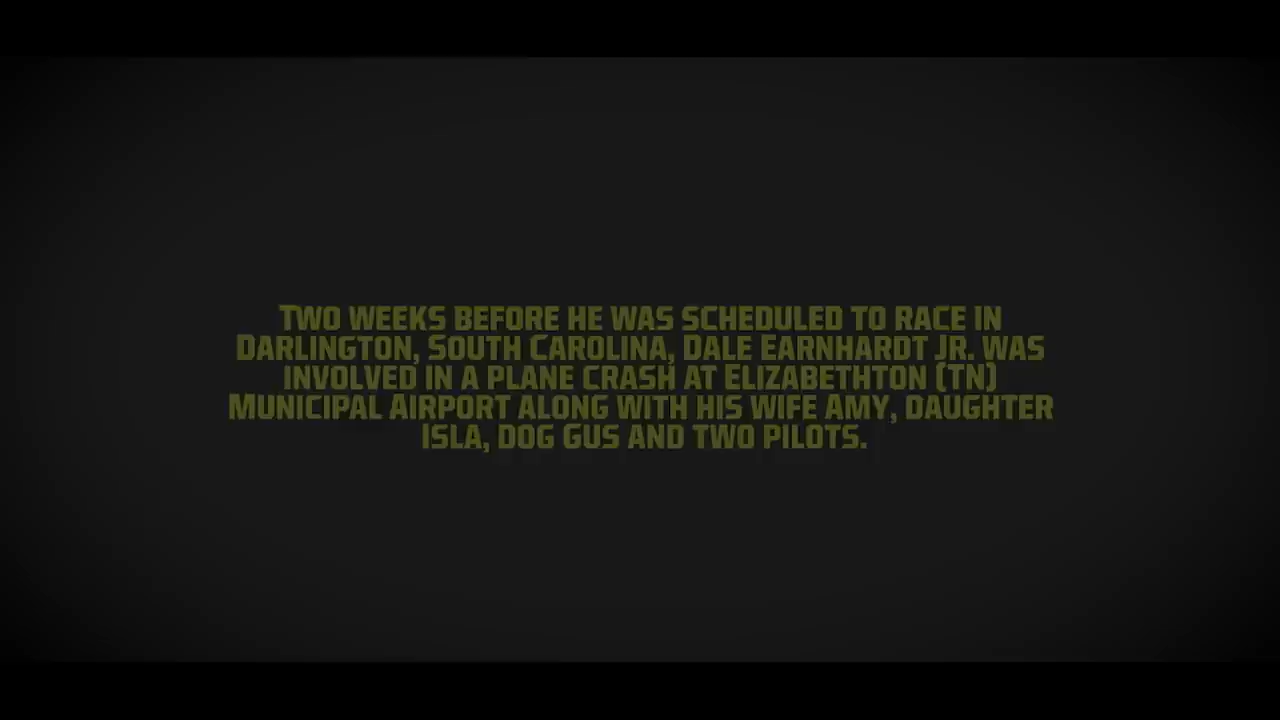 Two weeks before he was scheduled to race in
Darlington, South Carolina, Dale Earnhardt Jr. was
involved in a plane crash at Elizabethton (TN)
Municipal Airport along with his wife Amy, daughter
Isla, dog Gus and two pilots.